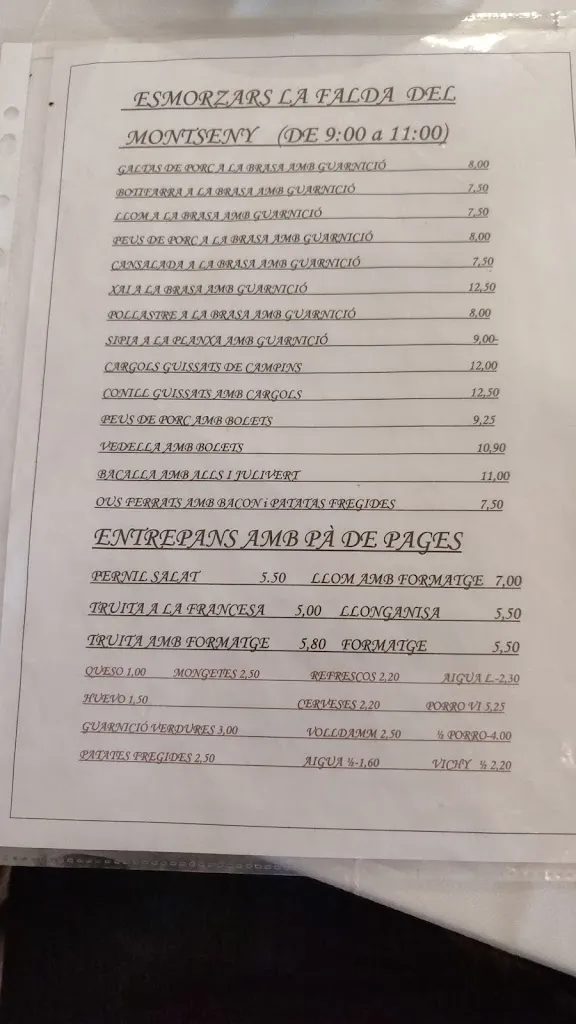 ESMORZARS LA FALDA DEL
MONTSENY (DE 9:00 a 11:00)
GALTAS DE PORC A LA BRASA AMB GUARNICIÓ 8,00
BOTIFARRA A LA BRASA AMB GUARNICIÓ 7,50
LLOM A LA BRASA AMB GUARNICIÓ 7,50
PEUS DE PORC A LA BRASA AMB GUARNICIÓ 8,00
CANSALADA A LA BRASA AMB GUARNICIÓ 7,50
XAI A LA BRASA AMB GUARNICIÓ 12,50
POLLASTRE A LA BRASA AMB GUARNICIÓ 8,00
SIPIA A LA PLANXA AMB GUARNICIÓ 9,00-
CARGOLS GUISSATS DE CAMPINS 12,00
CONILL GUISSATS AMB CARGOLS 12,50
PEUS DE PORC AMB BOLETS 9,25
VEDELLA AMB BOLETS 10,90
BACALLA AMB ALLS I JULIVERT 11,00
OUS FERRATS AMB BACON i PATATAS FREGIDES 7,50
ENTREPANS AMB PÀ DE PAGES
PERNIL SALAT 5.50 LLOM AMB FORMATGE 7,00
TRUITA A LA FRANCESA 5,00 LLONGANISA 5,50
TRUITA AMB FORMATGE 5,80 FORMATGE 5,50
QUESO 1,00 MONGETES 2,50 REFRESCOS 2,20 AIGUA L.-2,30
HUEVO 1,50 CERVESES 2,20 PORRO VI 5,25
GUARNICIÓ VERDURES 3,00 VOLLDAMM 2,50 ½ PORRO-4.00
PATATES FREGIDES 2,50 AIGUA ½-1,60 VICHY ½ 2,20